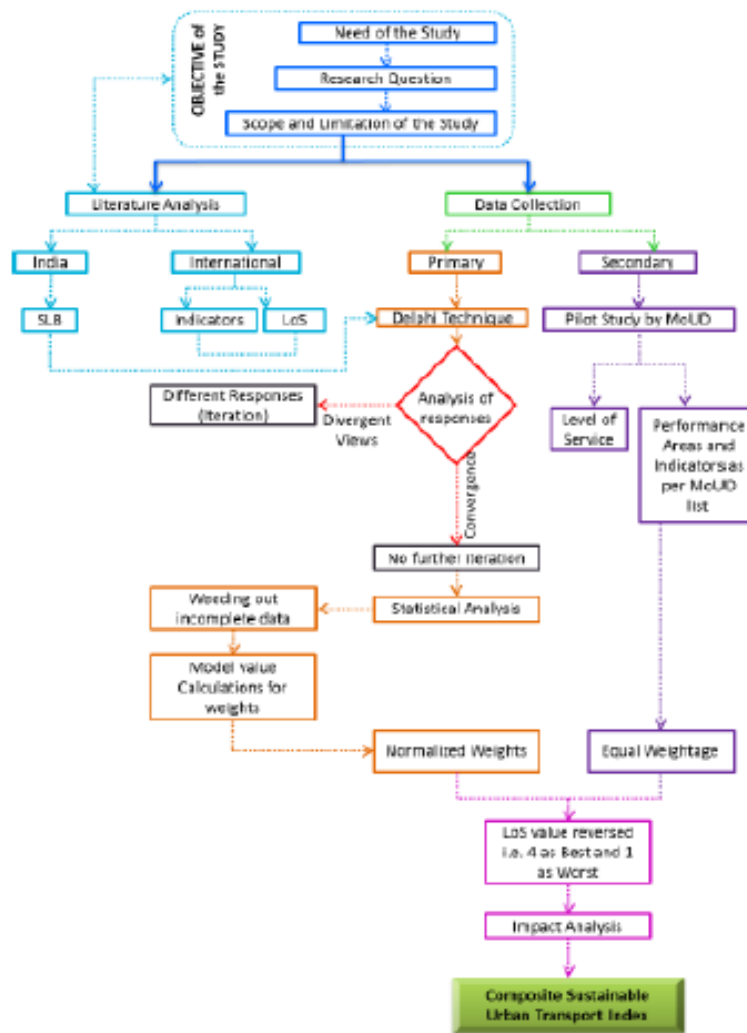 OBJECTIVE of
the STUDY
Need of the Study
Research Question
Scope and Limitation of the Study
Literature Analysis
Data Collection
India
International
Primary
Secondary
SLB
Indicators
LoS
Delphi Technique
Pilot Study by MoUD
Different Responses
(Iteration)
Divergent
Views
Analysis of
responses
Level of
Service
Performance
Areas and
Indicators as
per MoUD
list
Convergence
No further Iteration
Weeding out
incomplete data
Statistical Analysis
Model value
Calculations for
weights
Normalized Weights
Equal Weightage
LoS value reversed
i.e. 4 as Best and 1
as Worst
Impact Analysis
Composite Sustainable
Urban Transport Index